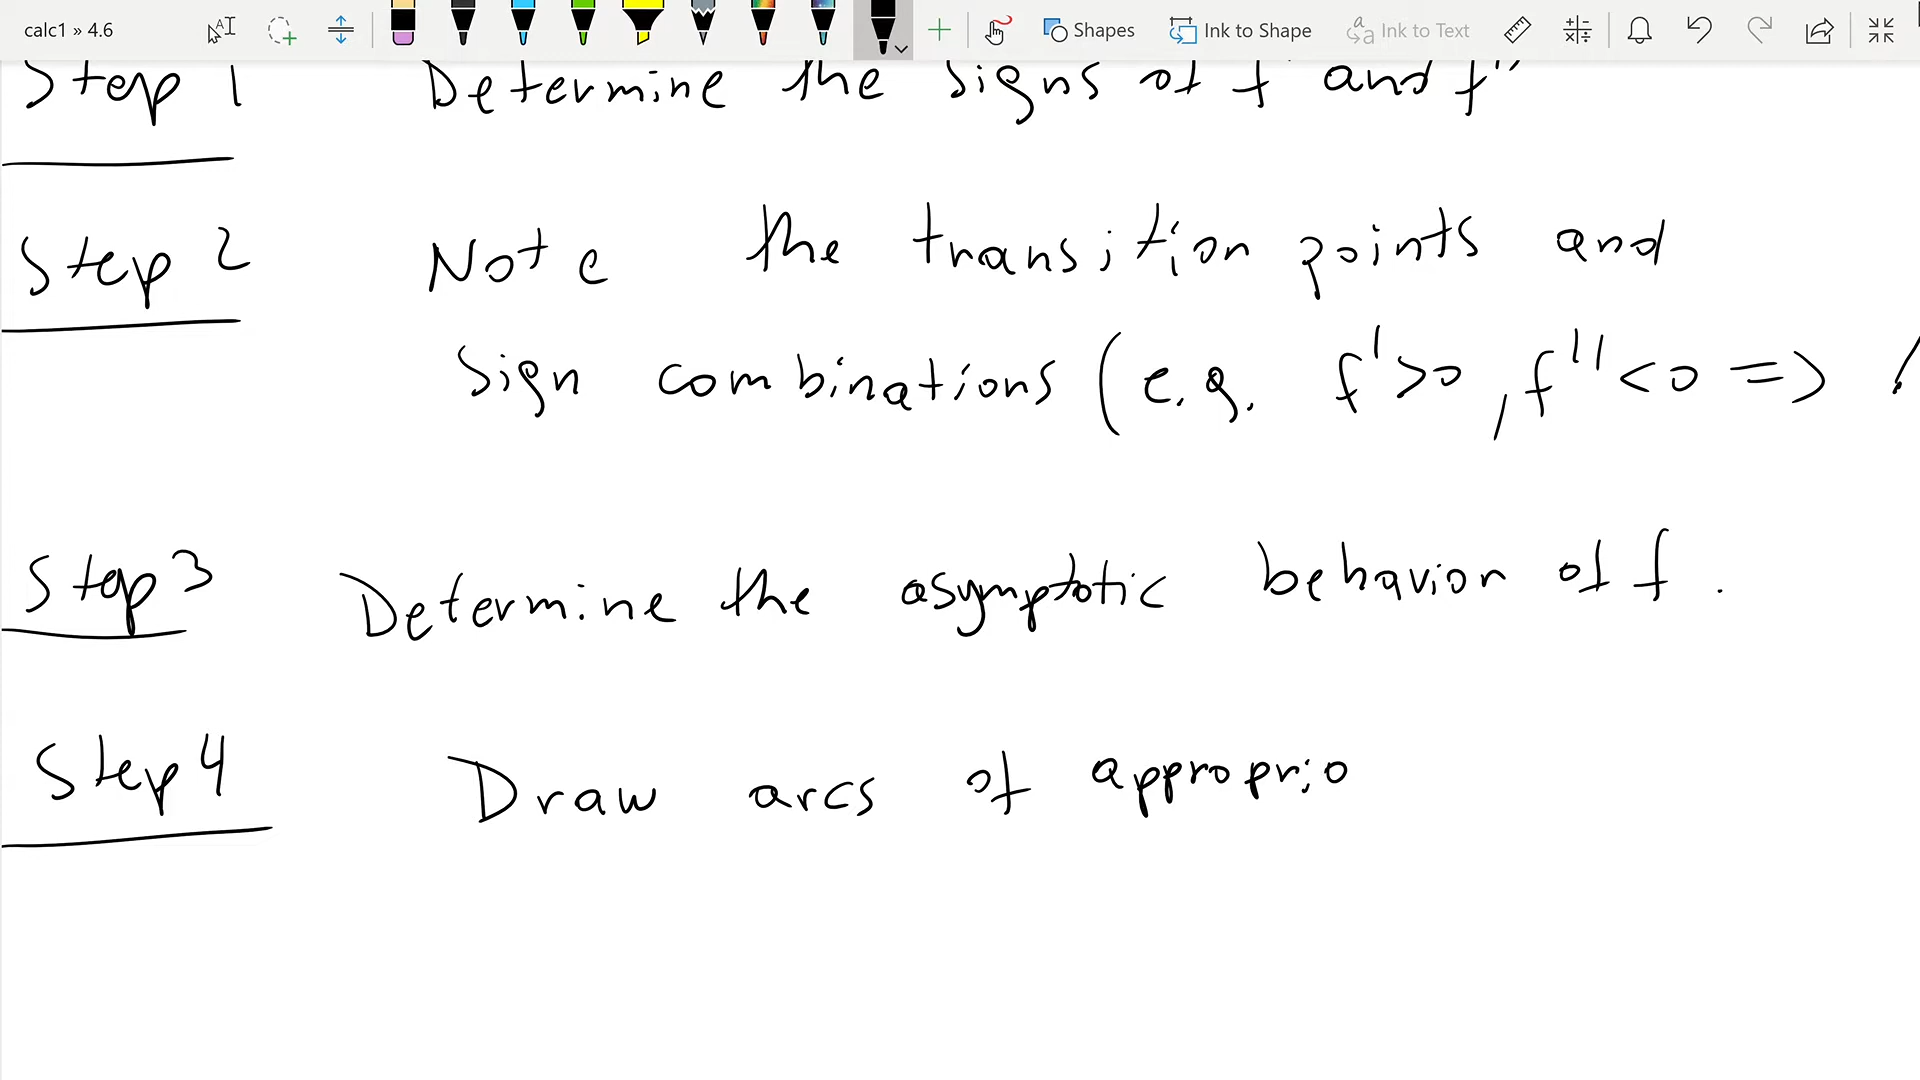 calc1 » 4.6
Shapes
Ink to Shape
Ink to Text
Step 1 Determine the signs of f' and f''
Step 2 Note the transition points and
sign combinations (e.g. f'>0, f''<0 =>
Step 3 Determine the asymptotic behavior of f.
Step 4 Draw arcs of approprio